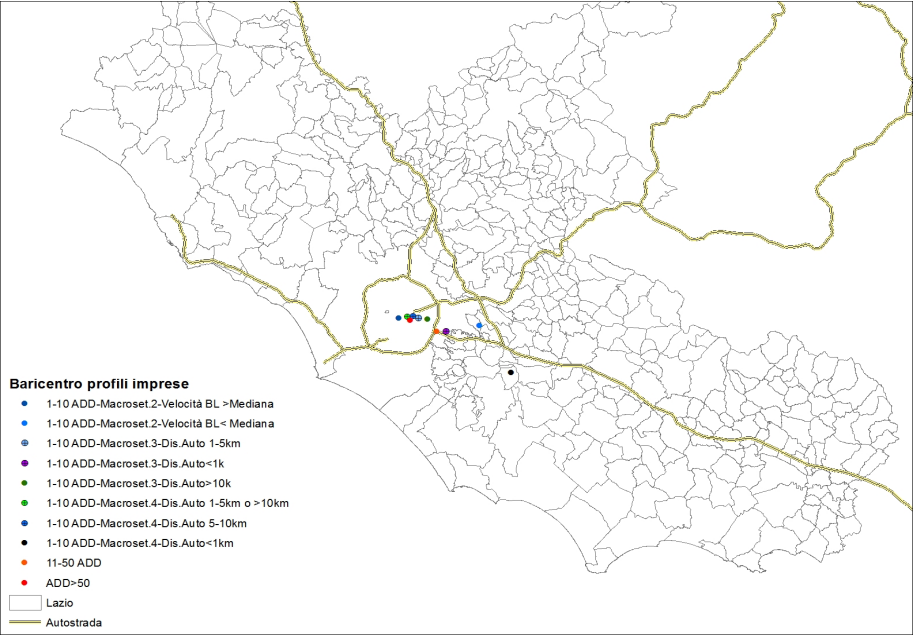 Baricentro profili imprese
1-10 ADD-Macroset.2-Velocità BL >Mediana
1-10 ADD-Macroset.2-Velocità BL< Mediana
1-10 ADD-Macroset.3-Dis.Auto 1-5km
1-10 ADD-Macroset.3-Dis.Auto<1k
1-10 ADD-Macroset.3-Dis.Auto>10k
1-10 ADD-Macroset.4-Dis.Auto 1-5km o >10km
1-10 ADD-Macroset.4-Dis.Auto 5-10km
1-10 ADD-Macroset.4-Dis.Auto<1km
11-50 ADD
ADD>50
Lazio
Autostrada